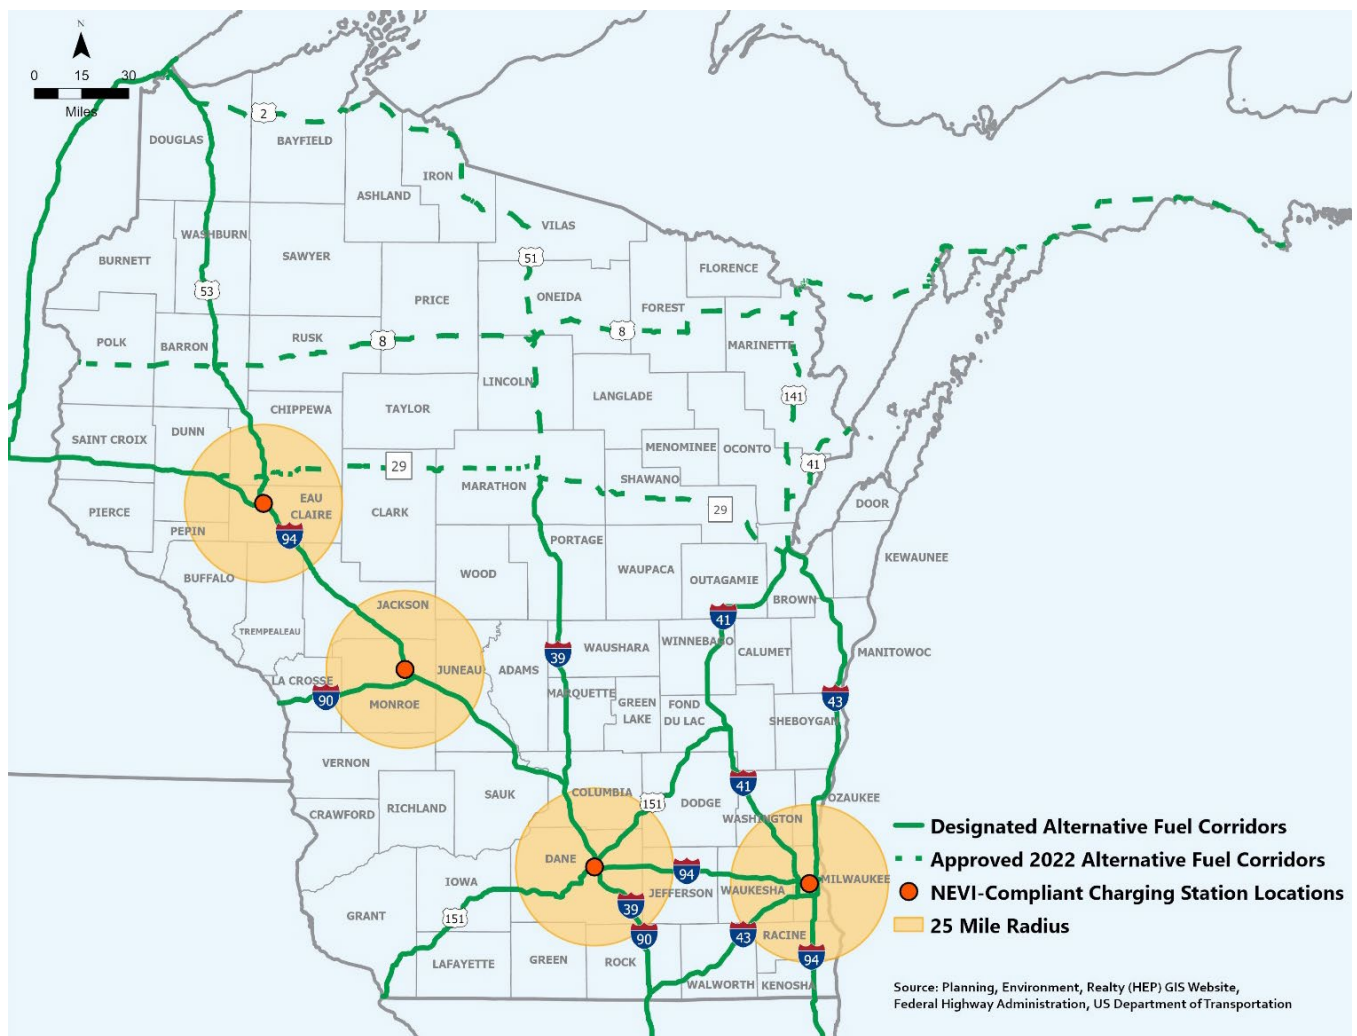 N
0 15 30
Miles
2
DOUGLAS
BAYFIELD
IRON
ASHLAND
VILAS
WASHBURN
SAWYER
BURNETT
51
FLORENCE
53
PRICE
ONEIDA
FOREST
POLK
BARRON
RUSK
8
8
MARINETTE
LINCOLN
141
CHIPPEWA
TAYLOR
LANGLADE
SAINT CROIX
DUNN
MENOMINEE
OCONTO
29
41
MARATHON
SHAWANO
PIERCE
EAU
CLAIRE
CLARK
29
DOOR
PEPIN
94
PORTAGE
KEWAUNEE
BUFFALO
WOOD
WAUPACA
OUTAGAMIE
BROWN
JACKSON
41
TREMPEALEAU
WAUSHARA
WINNEBAGO
CALUMET
MANITOWOC
39
JUNEAU
ADAMS
LA CROSSE
90
MONROE
MARQUETTE
GREEN
LAKE
FOND
DU LAC
43
SHEBOYGAN
VERNON
41
SAUK
COLUMBIA
151
DODGE
OZAUKEE
CRAWFORD
RICHLAND
WASHINGTON
DANE
94
IOWA
JEFFERSON
WAUKESHA
MILWAUKEE
39
GRANT
151
90
43
RACINE
94
LAFAYETTE
GREEN
ROCK
WALWORTH
KENOSHA
Designated Alternative Fuel Corridors
Approved 2022 Alternative Fuel Corridors
NEVI-Compliant Charging Station Locations
25 Mile Radius
Source: Planning, Environment, Realty (HEP) GIS Website,
Federal Highway Administration, US Department of Transportation